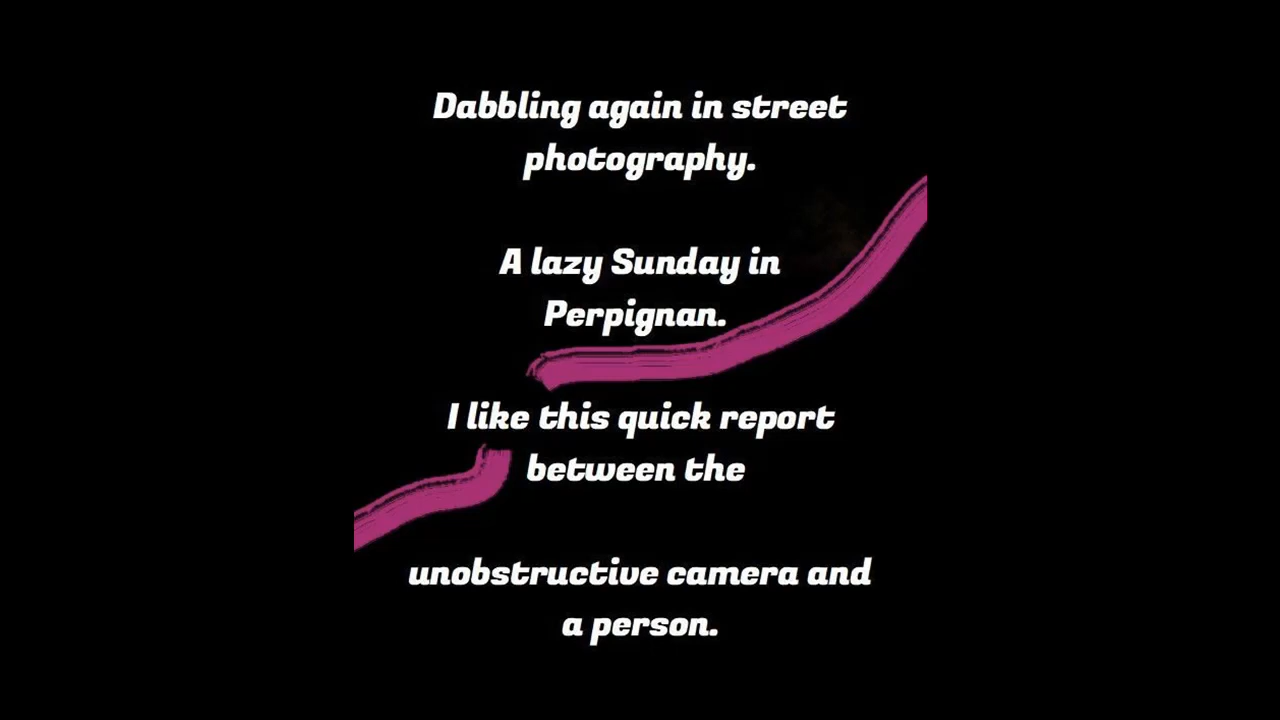 Dabbling again in street
photography.
A lazy Sunday in
Perpignan.
I like this quick report
between the
unobstructive camera and
a person.